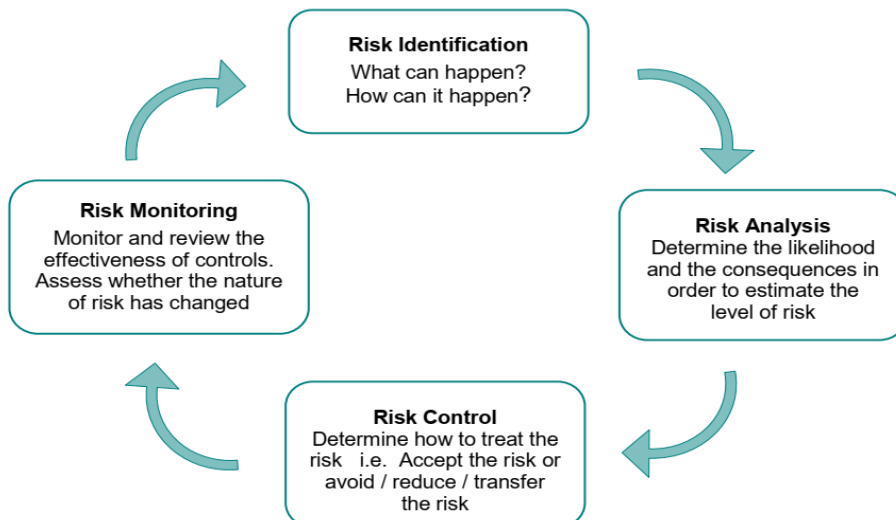 Risk Identification
What can happen?
How can it happen?
Risk Analysis
Determine the likelihood
and the consequences in
order to estimate the
level of risk
Risk Control
Determine how to treat the
risk i.e. Accept the risk or
avoid / reduce / transfer
the risk
Risk Monitoring
Monitor and review the
effectiveness of controls.
Assess whether the nature
of risk has changed